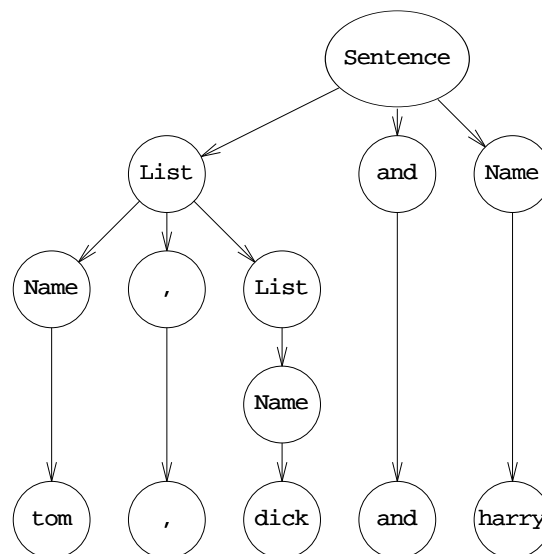 Sentence
List and Name
Name , List
Name
tom , dick and harry